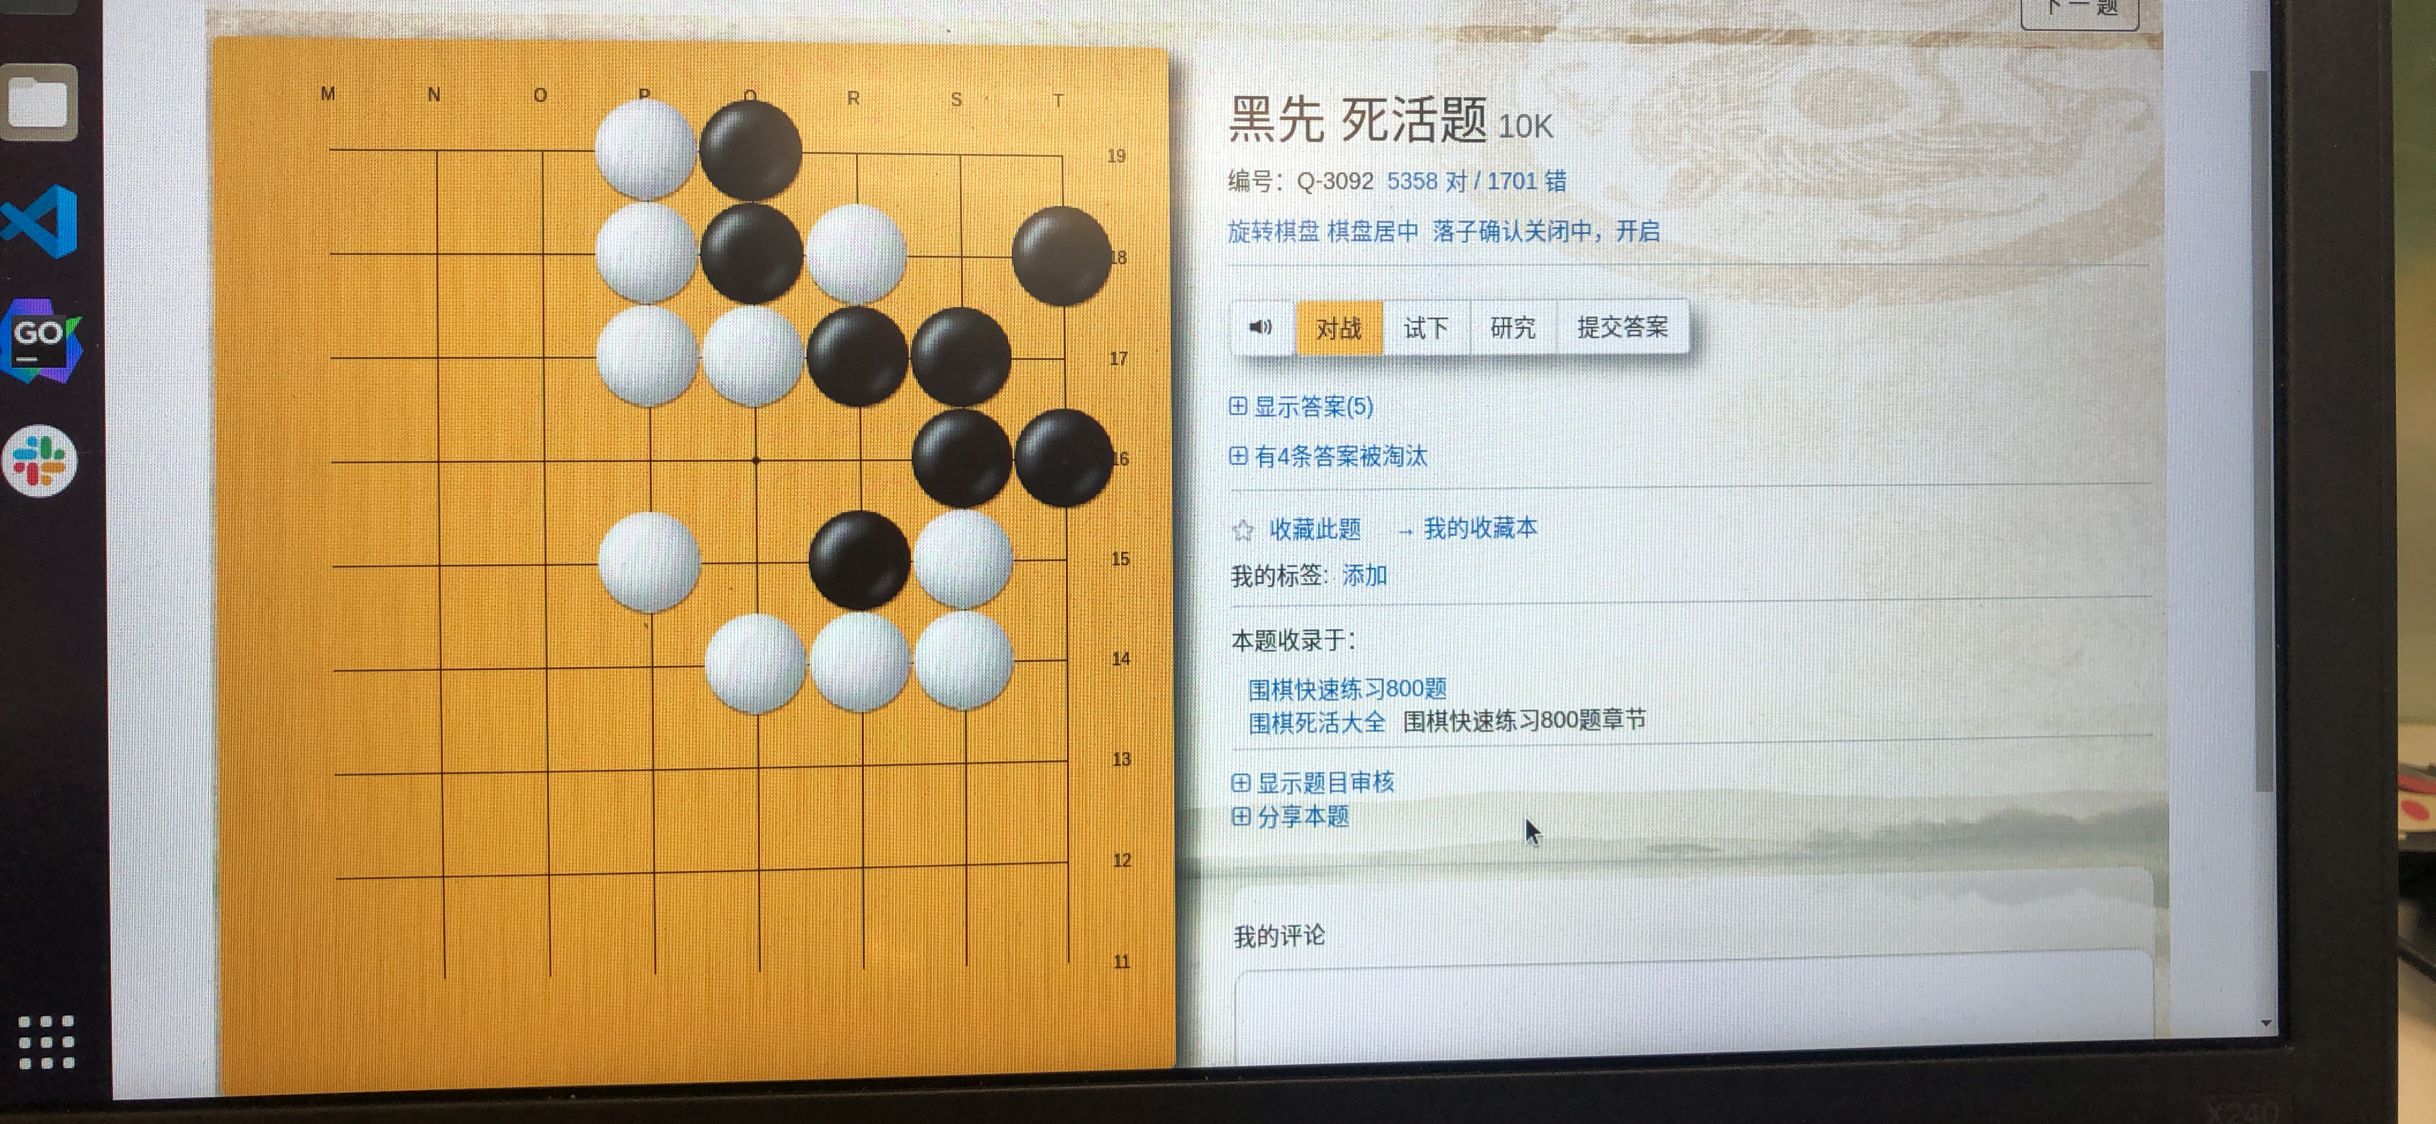 下一题
M N O P Q R S T
19
18
17
16
15
14
13
12
11
黑先 死活题 10K
编号：Q-3092 5358 对 / 1701 错
旋转棋盘 棋盘居中 落子确认关闭中，开启
对战 试下 研究 提交答案
显示答案(5)
有4条答案被淘汰
收藏此题 → 我的收藏本
我的标签: 添加
本题收录于：
围棋快速练习800题
围棋死活大全 围棋快速练习800题章节
显示题目审核
分享本题
我的评论
GO
X240